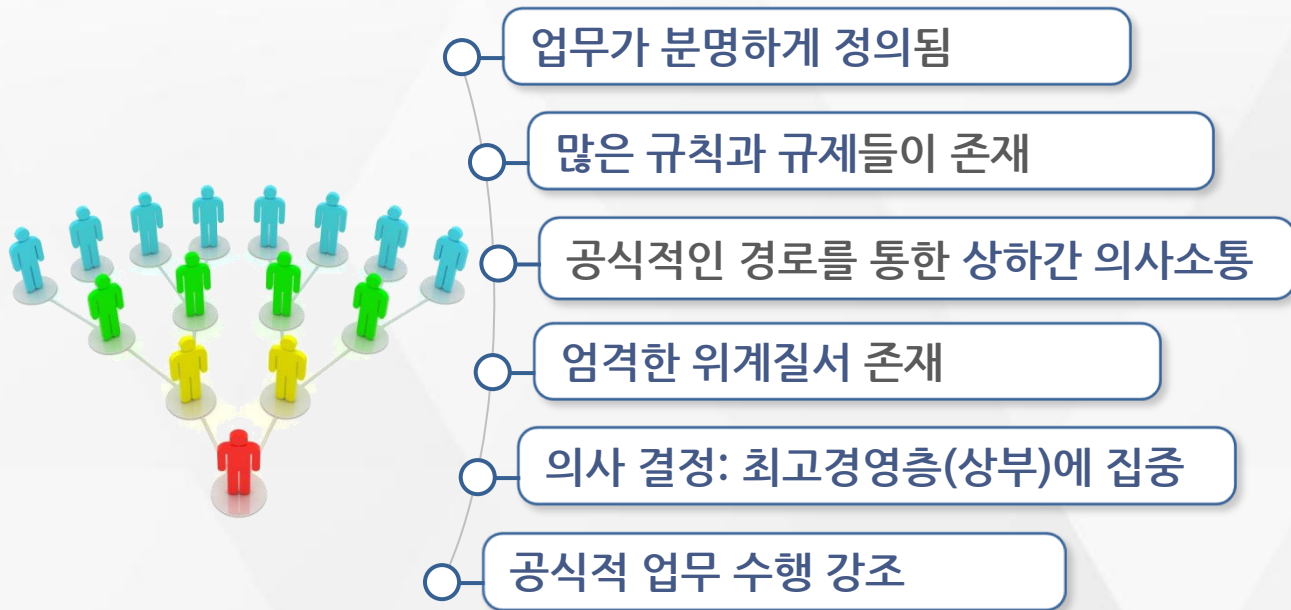 업무가 분명하게 정의됨
많은 규칙과 규제들이 존재
공식적인 경로를 통한 상하간 의사소통
엄격한 위계질서 존재
의사 결정: 최고경영층(상부)에 집중
공식적 업무 수행 강조